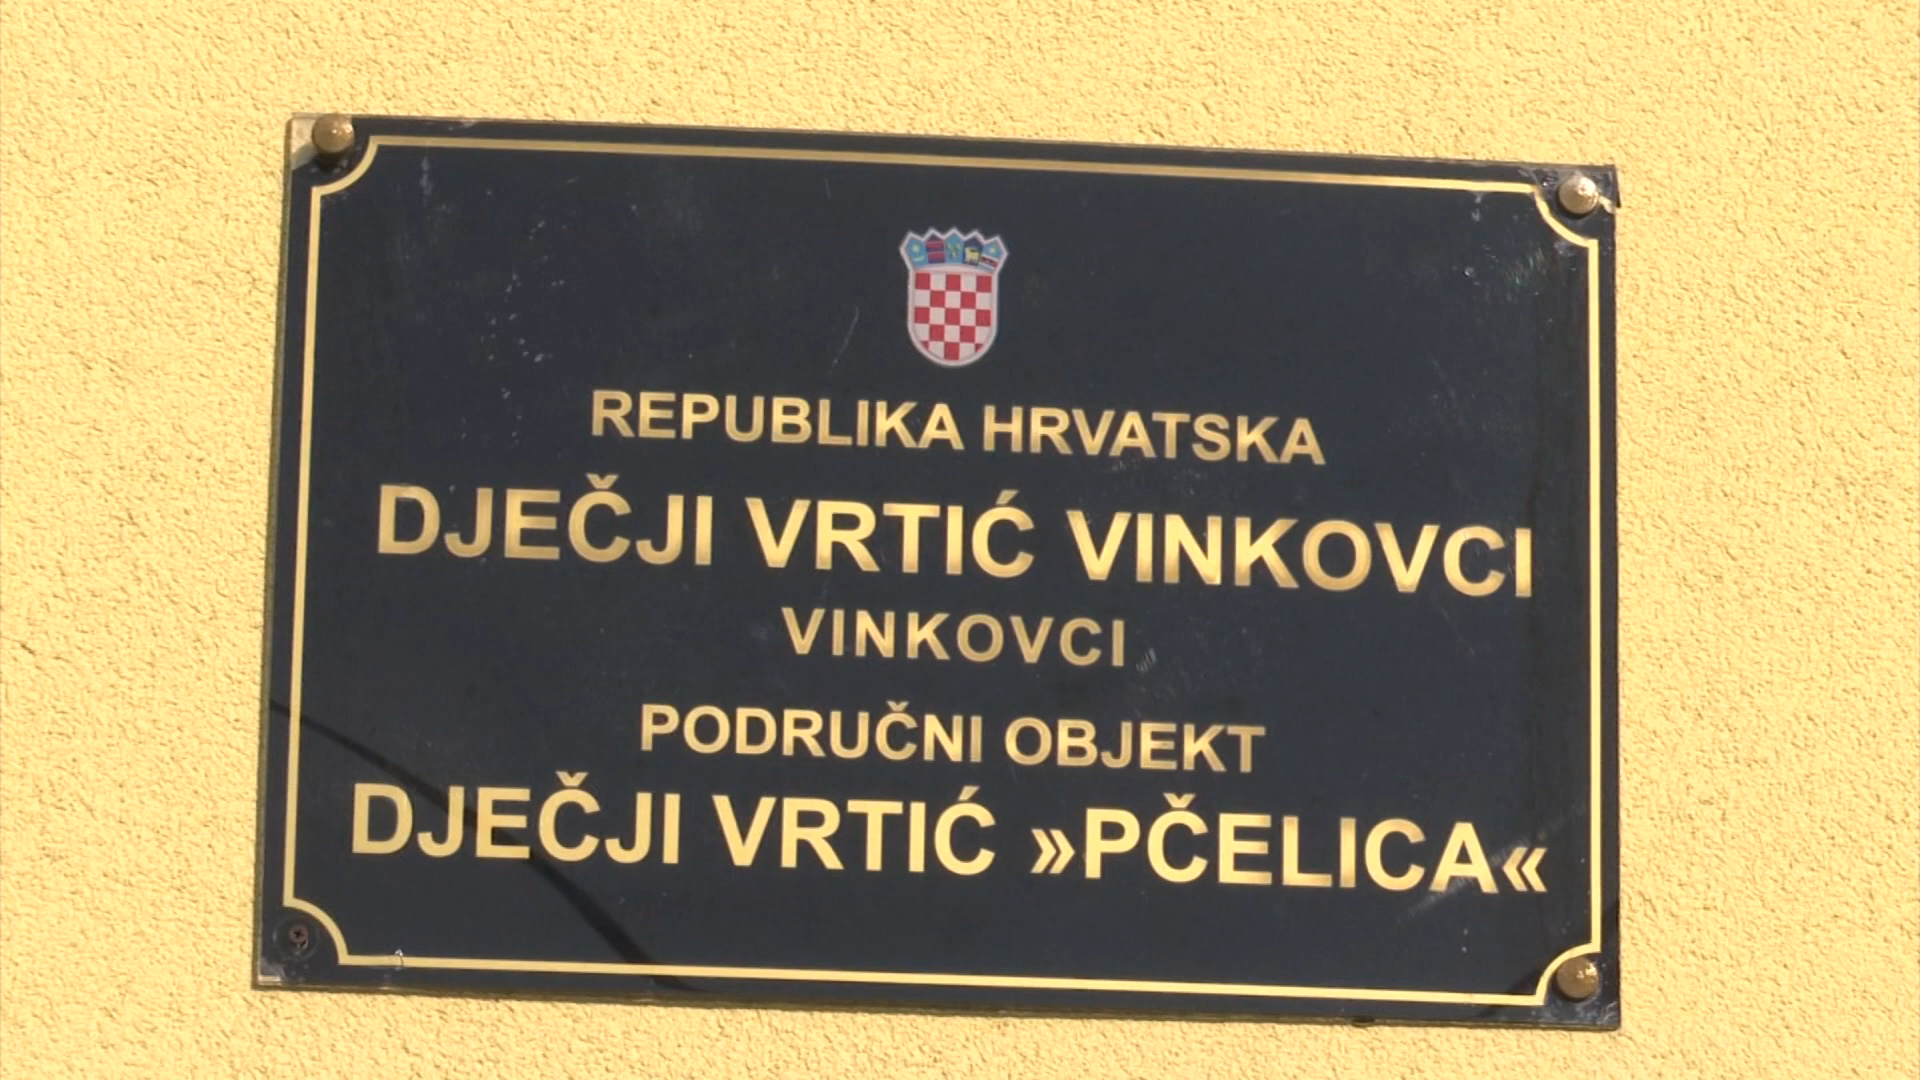 REPUBLIKA HRVATSKA
DJEČJI VRTIĆ VINKOVCI
VINKOVCI
PODRUČNI OBJEKT
DJEČJI VRTIĆ »PČELICA«